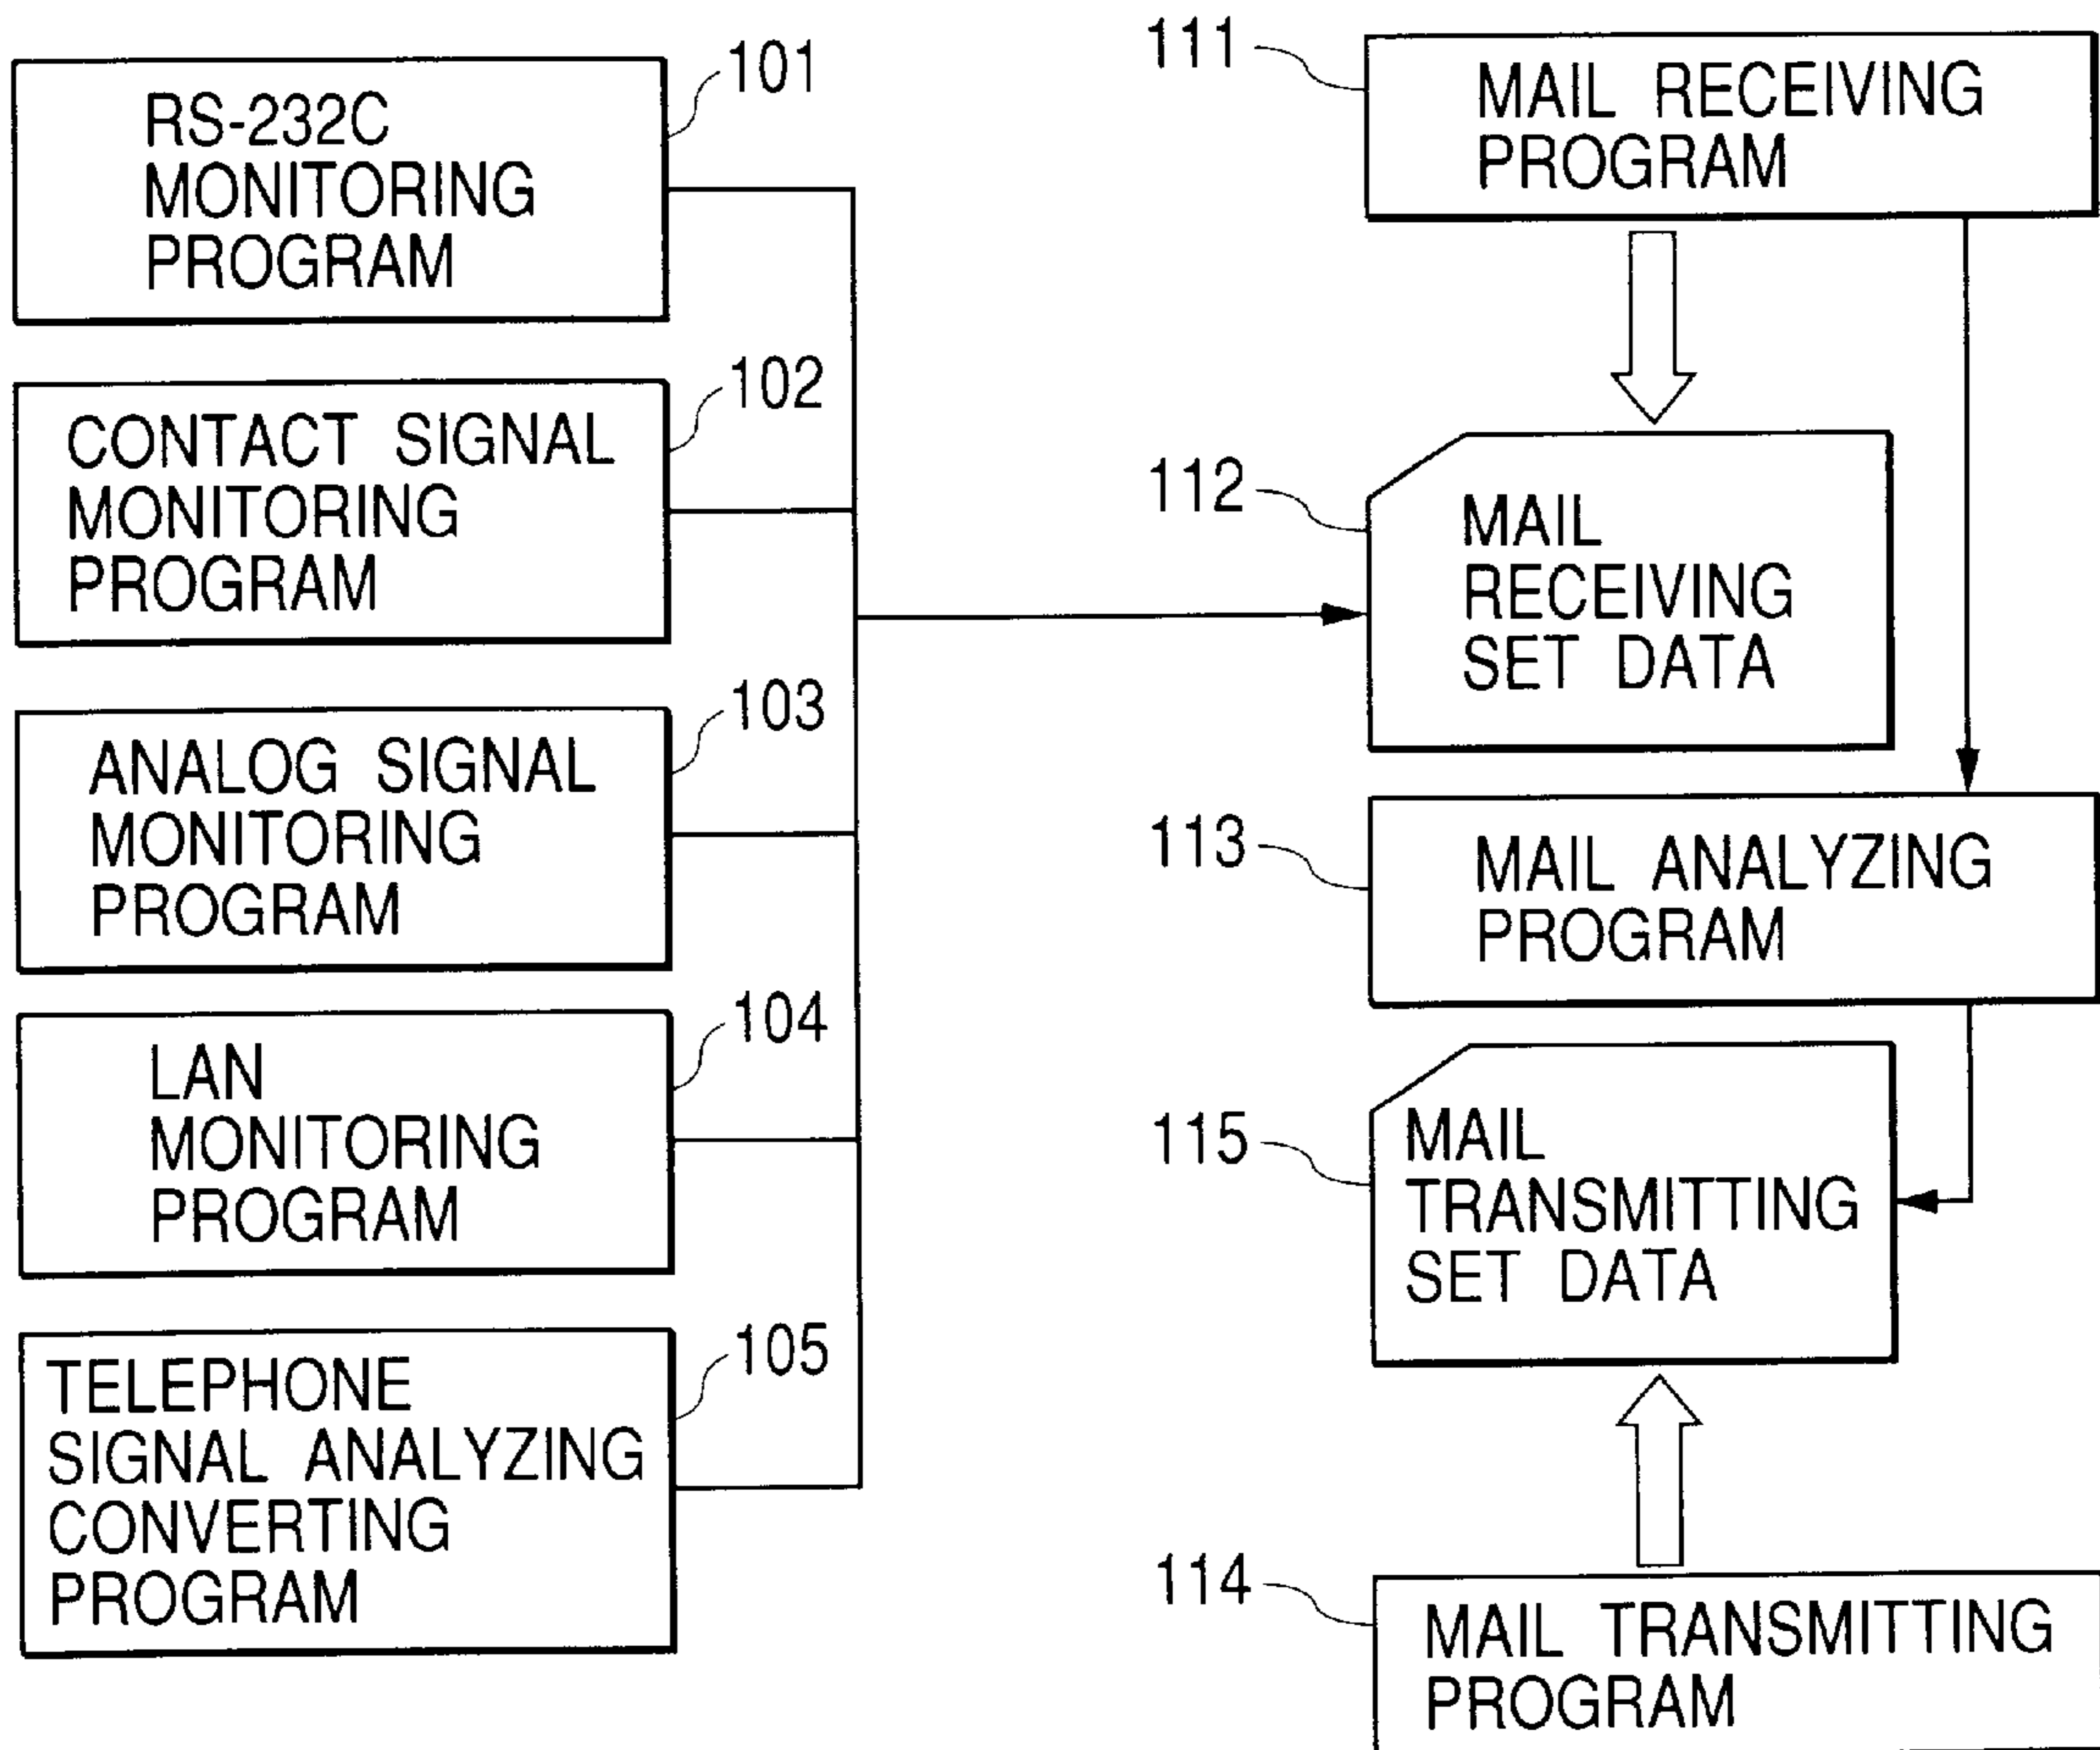 101
RS-232C
MONITORING
PROGRAM
102
CONTACT SIGNAL
MONITORING
PROGRAM
103
ANALOG SIGNAL
MONITORING
PROGRAM
104
LAN
MONITORING
PROGRAM
105
TELEPHONE
SIGNAL ANALYZING
CONVERTING
PROGRAM
111
MAIL RECEIVING
PROGRAM
112
MAIL
RECEIVING
SET DATA
113
MAIL ANALYZING
PROGRAM
115
MAIL
TRANSMITTING
SET DATA
114
MAIL TRANSMITTING
PROGRAM